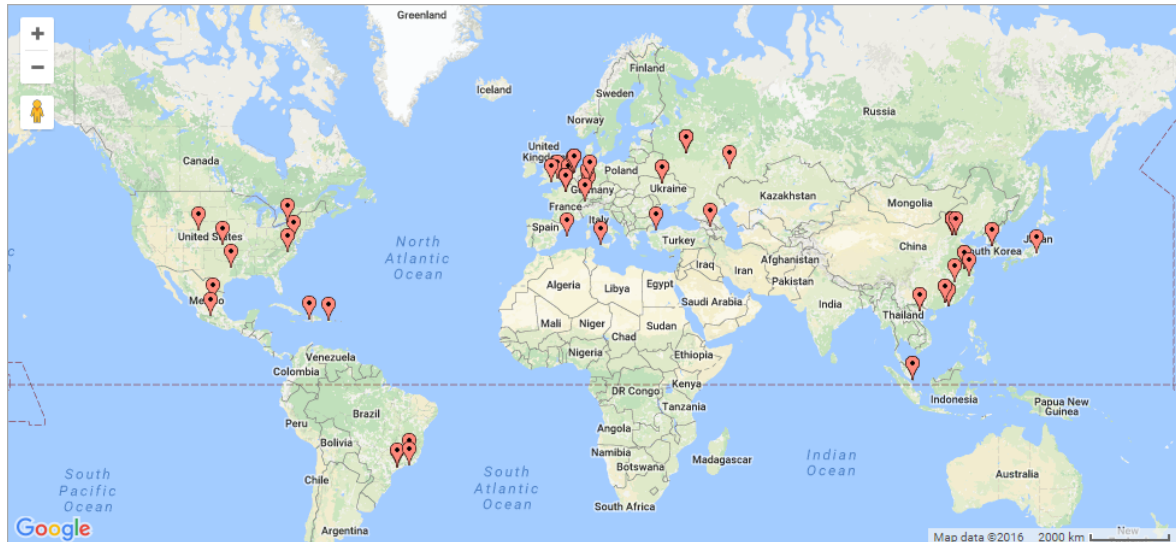 Greenland
Iceland
Finland
Sweden
Norway
Russia
United
Kingdom
Canada
Poland
Germany
Ukraine
France
Kazakhstan
Mongolia
United States
North
Atlantic
Ocean
Spain
Italy
Turkey
China
South Korea
Japan
Iraq
Iran
Afghanistan
Pakistan
Algeria
Libya
Egypt
Saudi Arabia
India
Mexico
Mali
Niger
Sudan
Chad
Thailand
Nigeria
Ethiopia
Venezuela
Colombia
DR Congo
Kenya
Tanzania
Indonesia
Papua New
Guinea
Brazil
Peru
Bolivia
Angola
Namibia
Botswana
Madagascar
Indian
Ocean
South
Pacific
Ocean
Chile
South
Atlantic
Ocean
South Africa
Australia
Argentina
Google
Map data ©2016
2000 km
New